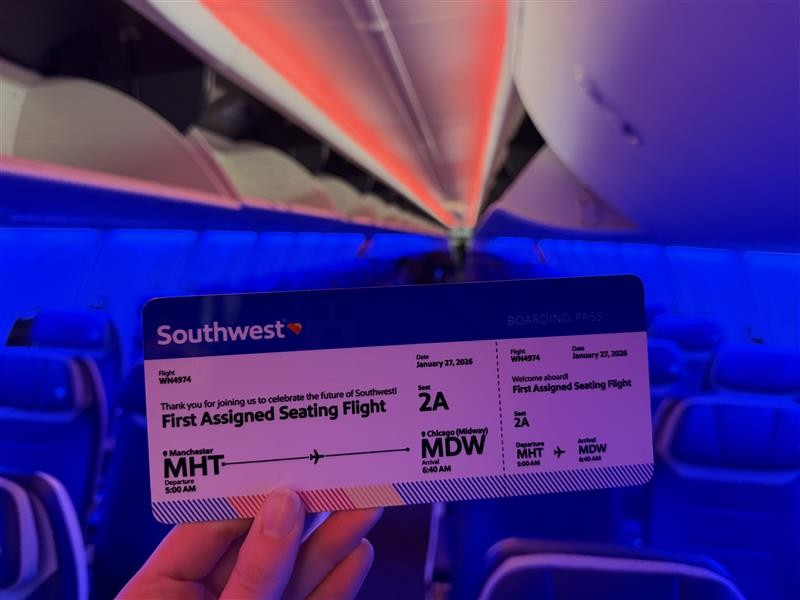 Southwest
BOARDING PASS
Flight
WN4974
Date
January 27, 2026
Thank you for joining us to celebrate the future of Southwest!
First Assigned Seating Flight
Seat
2A
Manchester
MHT
Departure
5:00 AM
Chicago (Midway)
MDW
Arrival
6:40 AM
Flight
WN4974
Date
January 27, 2026
Welcome aboard!
First Assigned Seating Flight
Seat
2A
Departure
MHT
5:00 AM
Arrival
MDW
6:40 AM